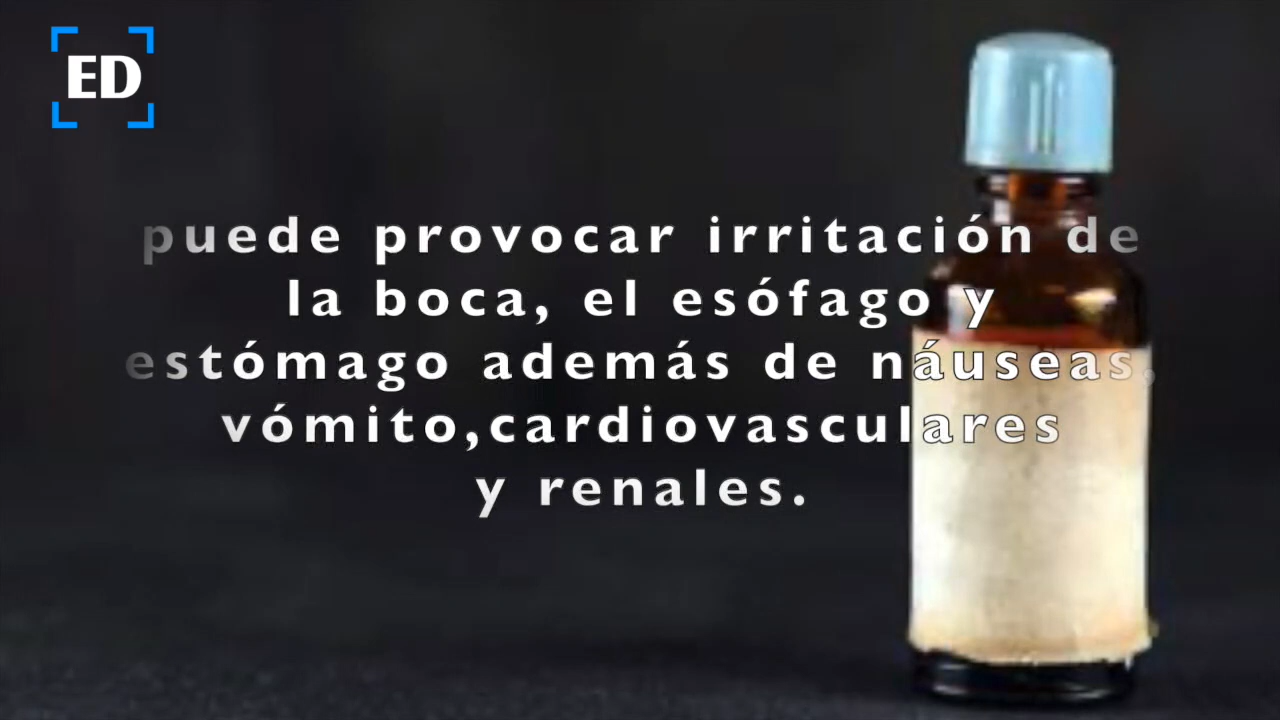 ED
puede provocar irritación de
la boca, el esófago y
estómago además de náuseas,
vómito,cardiovasculares
y renales.